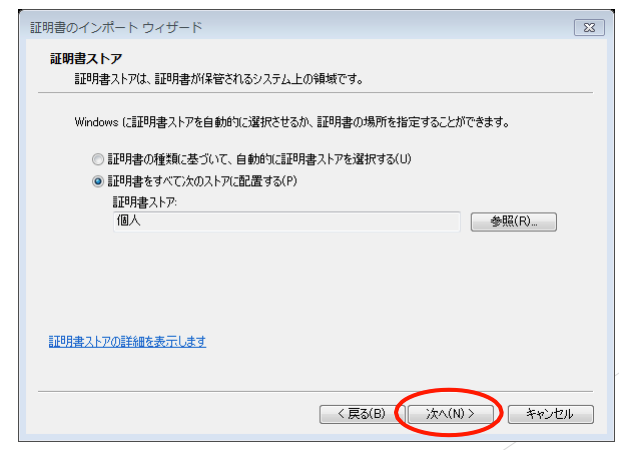 証明書のインポート ウィザード
証明書ストア
証明書ストアは、証明書が保管されるシステム上の領域です。
Windows に証明書ストアを自動的に選択させるか、証明書の場所を指定することができます。
証明書の種類に基づいて、自動的に証明書ストアを選択する(U)
証明書をすべて次のストアに配置する(P)
証明書ストア:
個人
参照(R)...
証明書ストアの詳細を表示します
< 戻る(B)
次へ(N) >
キャンセル